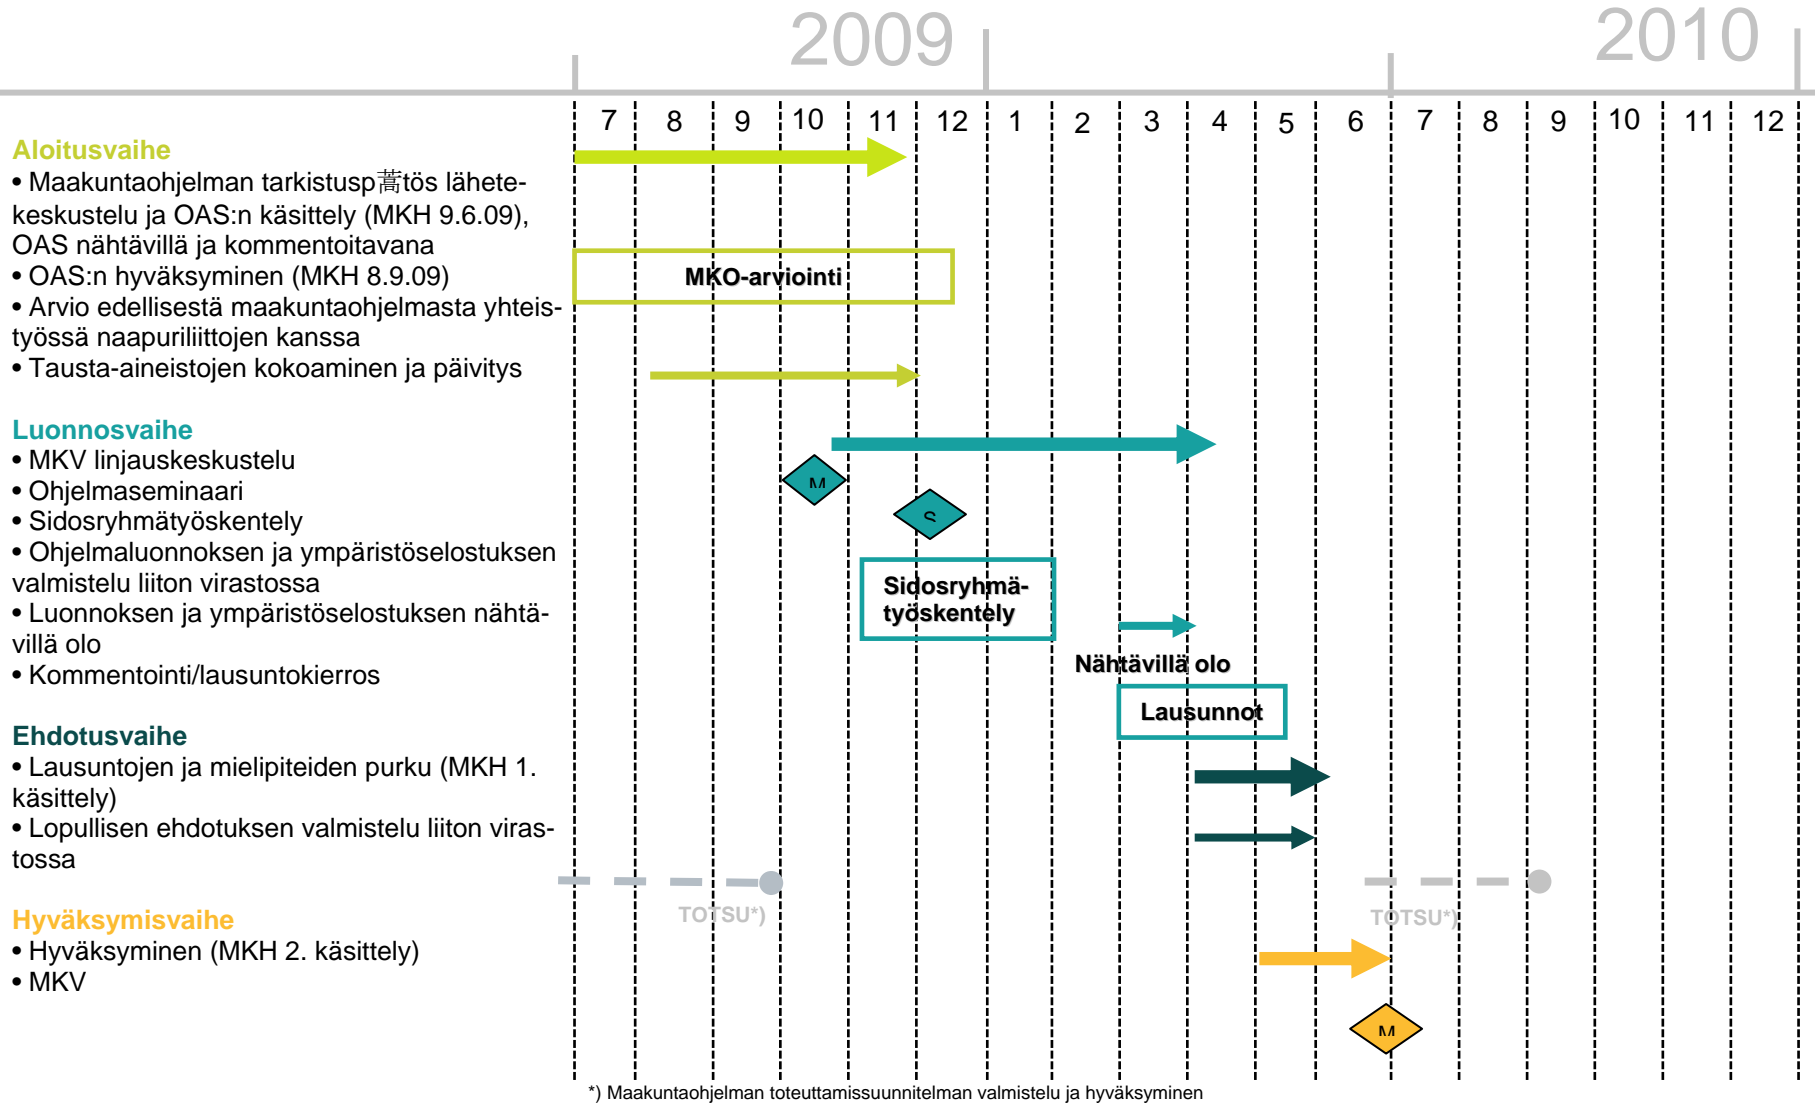 2009
2010
7 8 9 10 11 12 1 2 3 4 5 6 7 8 9 10 11 12
Aloitusvaihe
• Maakuntaohjelman tarkistusp蒿tös lähete-
keskustelu ja OAS:n käsittely (MKH 9.6.09),
OAS nähtävillä ja kommentoitavana
• OAS:n hyväksyminen (MKH 8.9.09)
• Arvio edellisestä maakuntaohjelmasta yhteis-
työssä naapuriliittojen kanssa
• Tausta-aineistojen kokoaminen ja päivitys
MKO-arviointi
Luonnosvaihe
• MKV linjauskeskustelu
• Ohjelmaseminaari
• Sidosryhmätyöskentely
• Ohjelmaluonnoksen ja ympäristöselostuksen
valmistelu liiton virastossa
• Luonnoksen ja ympäristöselostuksen nähtä-
villä olo
• Kommentointi/lausuntokierros
M
S
Sidosryhmä-
työskentely
Nähtävillä olo
Lausunnot
Ehdotusvaihe
• Lausuntojen ja mielipiteiden purku (MKH 1.
käsittely)
• Lopullisen ehdotuksen valmistelu liiton viras-
tossa
TOTSU*)
TOTSU*)
Hyväksymisvaihe
• Hyväksyminen (MKH 2. käsittely)
• MKV
M
*) Maakuntaohjelman toteuttamissuunnitelman valmistelu ja hyväksyminen